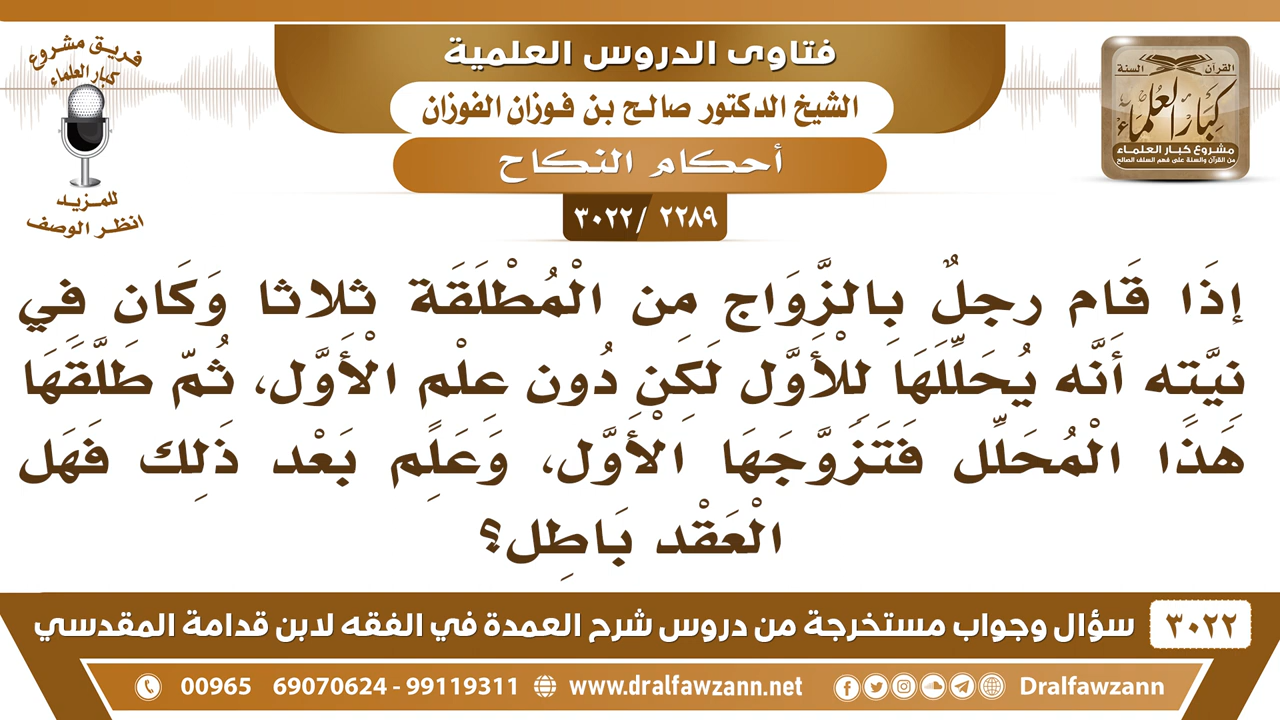 فتاوى الدروس العلمية
الشيخ الدكتور صالح بن فوزان الفوزان
أحكام النكاح
٢٢٨٩ / ٣٠٢٢
فريق مشروع
كبار العلماء
للمزيد
انظر الوصف
القرآن السنة
كبار العلماء
مشروع كبار العلماء
من القرآن والسنة على فهم السلف الصالح
إذَا قَام رجلٌ بِالزَّوَاج من الْمُطْلَقَة ثلاثا وَكَان في
نيَّته أَنَّه يُحَلِّلَهَا لِلأَوَّل لَكِن دُون علْم الْأَوَّل، ثُمّ طَلَّقَهَا
هَذَا الْمُحَلِّل فَتَزَوَّجَهَا الْأَوَّل، وَعَلِم بَعْد ذَلِك فَهَل
الْعَقْد بَاطِل؟
٣٠٢٢ سؤال وجواب مستخرجة من دروس شرح العمدة في الفقه لابن قدامة المقدسي
00965 69070624 - 99119311 www.dralfawzann.net Dralfawzann